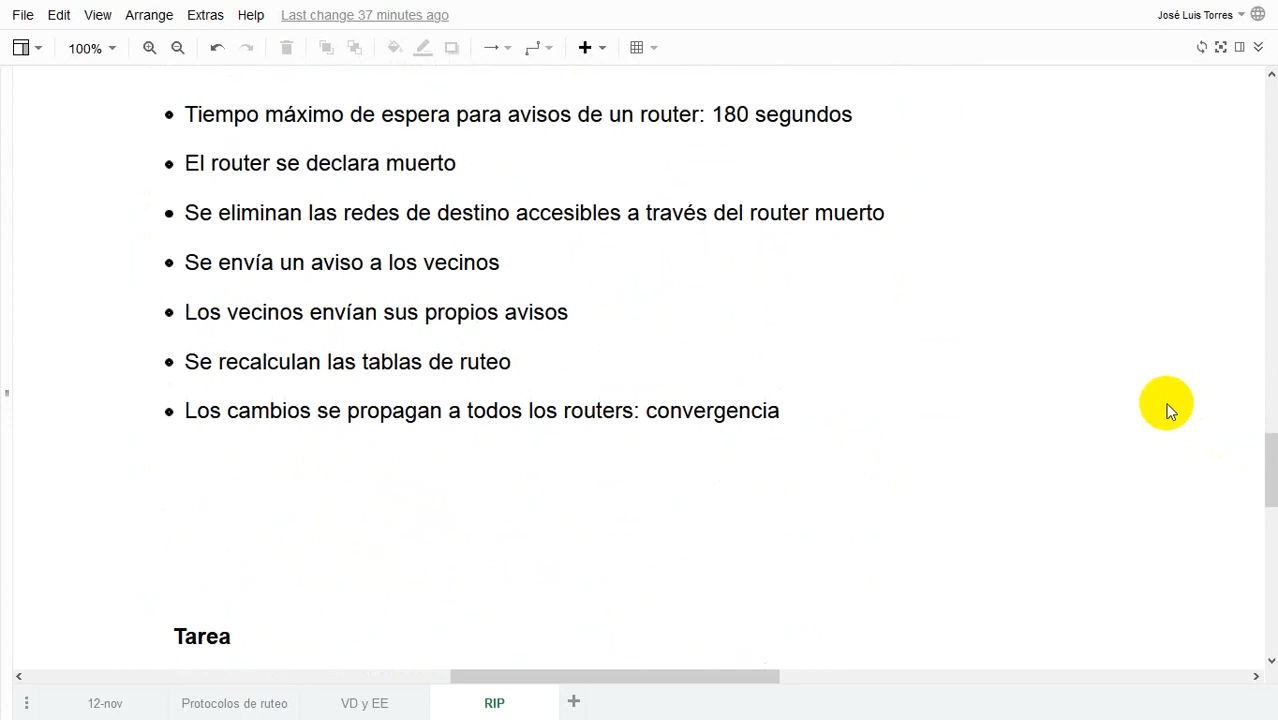 File Edit View Arrange Extras Help Last change 37 minutes ago José Luis Torres
100%
• Tiempo máximo de espera para avisos de un router: 180 segundos
• El router se declara muerto
• Se eliminan las redes de destino accesibles a través del router muerto
• Se envía un aviso a los vecinos
• Los vecinos envían sus propios avisos
• Se recalculan las tablas de ruteo
• Los cambios se propagan a todos los routers: convergencia
Tarea
12-nov Protocolos de ruteo VD y EE RIP